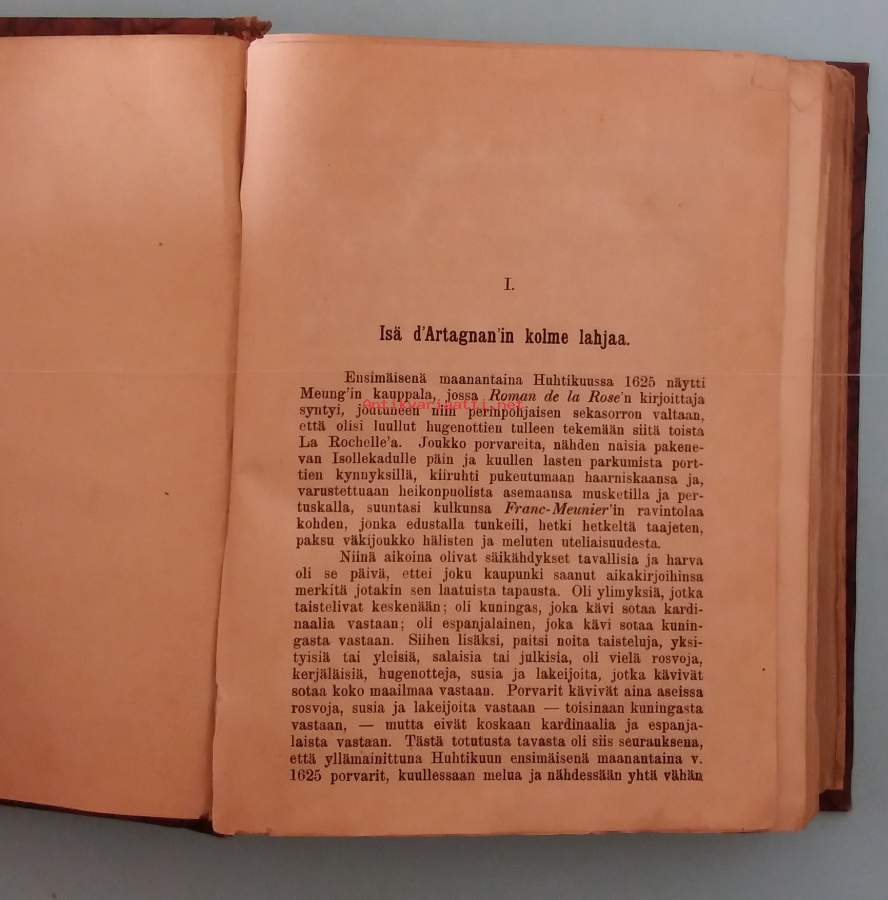 I.
Isä d'Artagnan'in kolme lahjaa.
Ensimäisenä maanantaina Huhtikuussa 1625 näytti
Meung'in kauppala, jossa Roman de la Rose'n kirjoittaja
Antikvariaatti.net
syntyi, joutuneen niin perinpohjaisen sekasorron valtaan,
että olisi luullut hugenottien tulleen tekemään siitä toista
La Rochelle'a. Joukko porvareita, nähden naisia pakene-
van Isollekadulle päin ja kuullen lasten parkumista port-
tien kynnyksillä, kiiruhti pukeutumaan haarniskaansa ja,
varustettuaan heikonpuolista asemaansa musketilla ja per-
tuskalla, suuntasi kulkunsa Franc-Meunier'in ravintolaa
kohden, jonka edustalla tunkeili, hetki hetkeltä taajeten,
paksu väkijoukko hälisten ja meluten uteliaisuudesta.
Niinä aikoina olivat säikähdykset tavallisia ja harva
oli se päivä, ettei joku kaupunki saanut aikakirjoihinsa
merkitä jotakin sen laatuista tapausta. Oli ylimyksiä, jotka
taistelivat keskenään; oli kuningas, joka kävi sotaa kardi-
naalia vastaan; oli espanjalainen, joka kävi sotaa kunin-
gasta vastaan. Siihen lisäksi, paitsi noita taisteluja, yksi-
tyisiä tai yleisiä, salaisia tai julkisia, oli vielä rosvoja,
kerjäläisiä, hugenotteja, susia ja lakeijoita, jotka kävivät
sotaa koko maailmaa vastaan. Porvarit kävivät aina aseissa
rosvoja, susia ja lakeijoita vastaan — toisinaan kuningasta
vastaan, — mutta eivät koskaan kardinaalia ja espanja-
laista vastaan. Tästä totutusta tavasta oli siis seurauksena,
että yllämainittuna Huhtikuun ensimäisenä maanantaina v.
1625 porvarit, kuullessaan melua ja nähdessään yhtä vähän